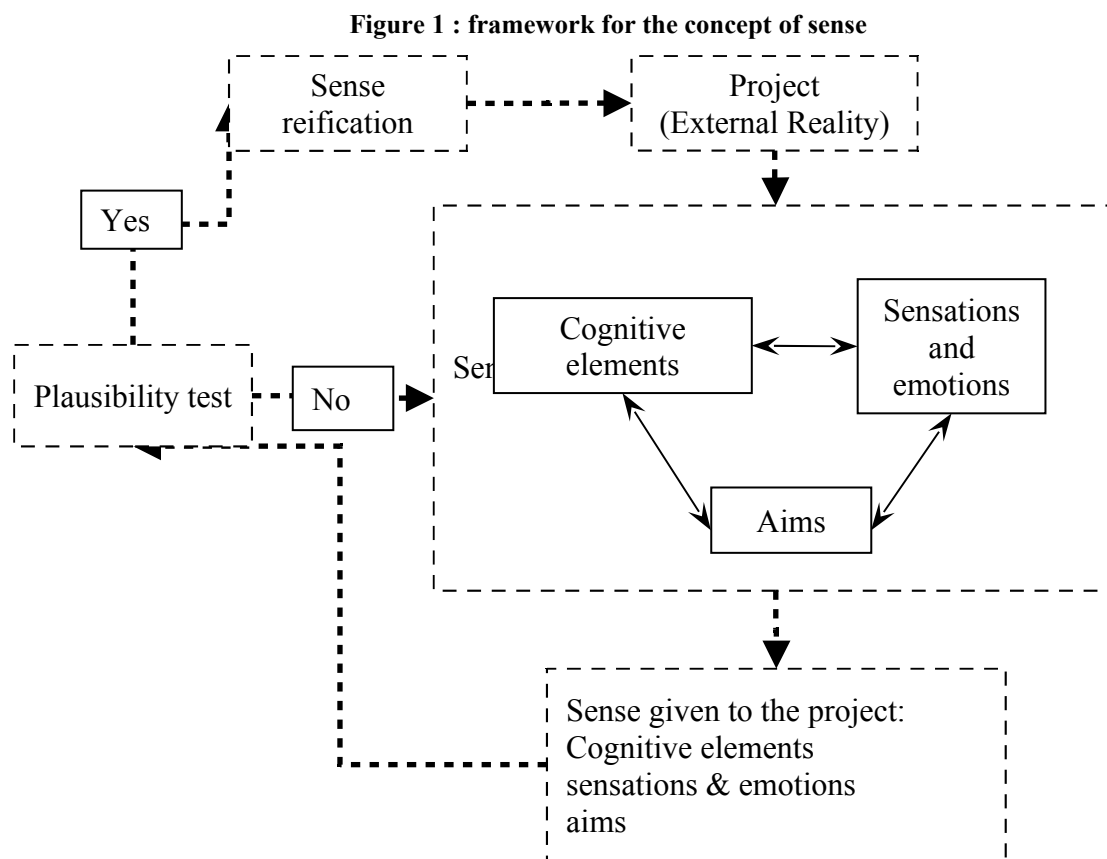 Figure 1 : framework for the concept of sense
Sense
reification
Project
(External Reality)
Yes
Sensations
and
emotions
Cognitive
elements
Plausibility test
No
Aims
Sense given to the project:
Cognitive elements
sensations & emotions
aims